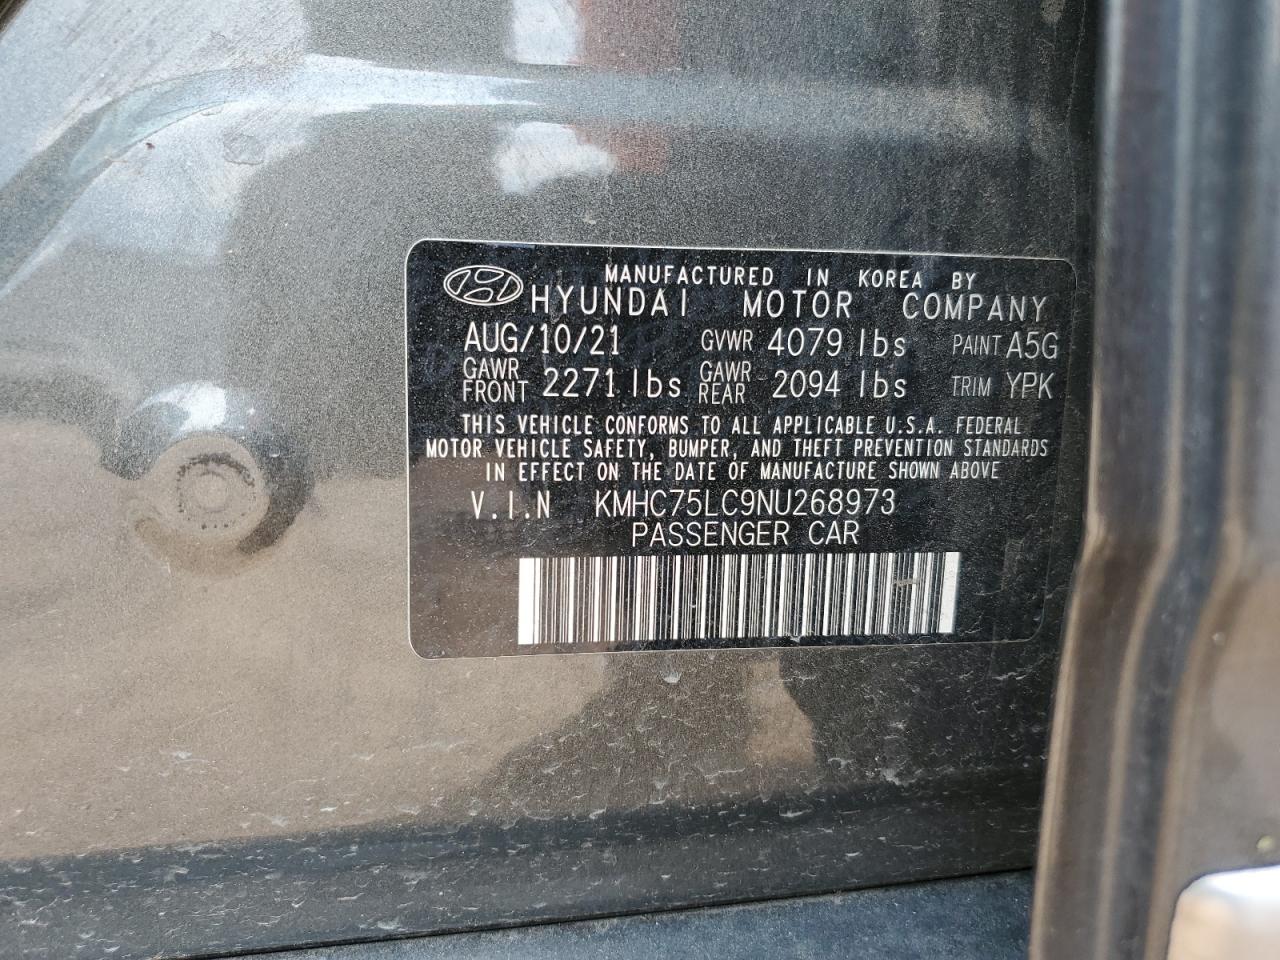 MANUFACTURED IN KOREA BY
HYUNDAI MOTOR COMPANY
AUG/10/21 GVWR 4079 lbs PAINT A5G
GAWR FRONT 2271 lbs GAWR REAR 2094 lbs TRIM YPK
THIS VEHICLE CONFORMS TO ALL APPLICABLE U.S.A. FEDERAL
MOTOR VEHICLE SAFETY, BUMPER, AND THEFT PREVENTION STANDARDS
IN EFFECT ON THE DATE OF MANUFACTURE SHOWN ABOVE
V.I.N KMHC75LC9NU268973
PASSENGER CAR